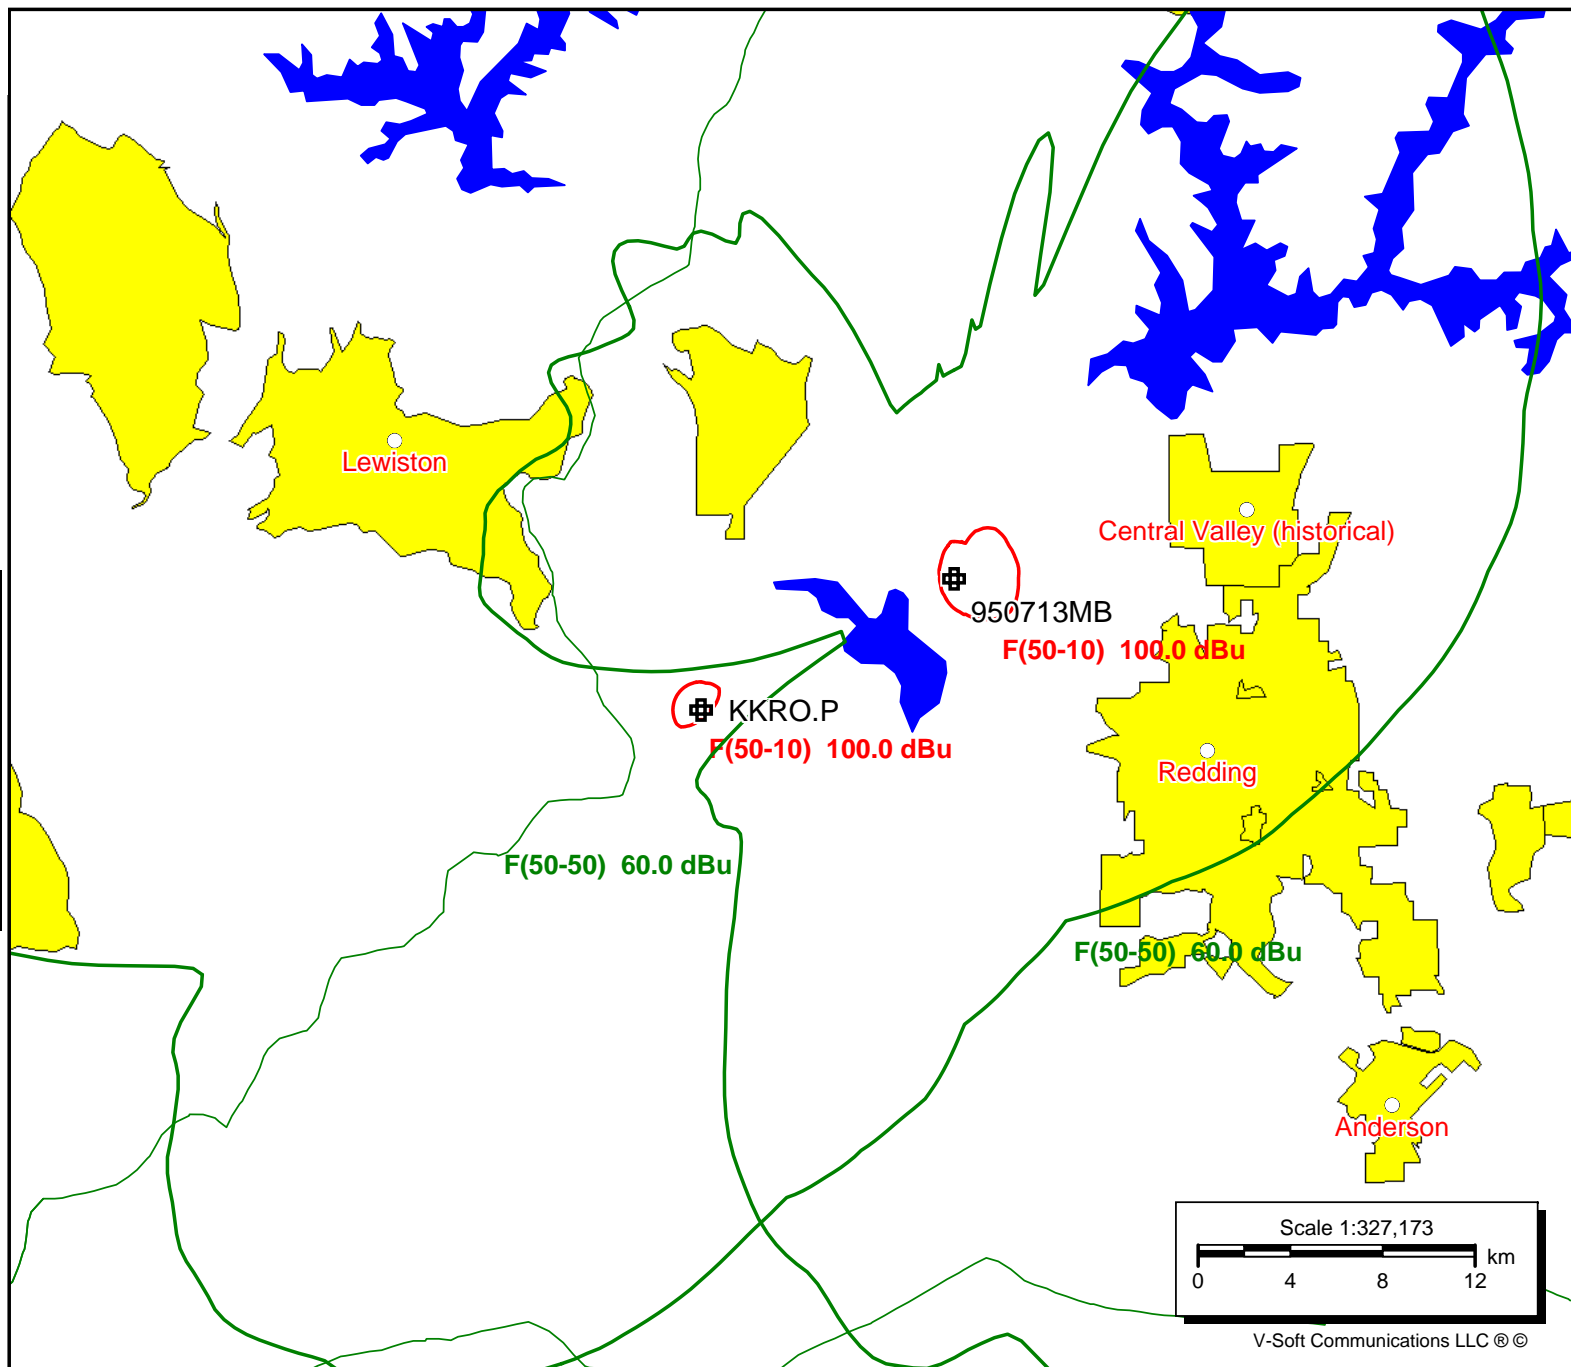 Lewiston
Central Valley (historical)
950713MB
F(50-10)  100.0 dBu
KKRO.P
F(50-10)  100.0 dBu
Redding
F(50-50)  60.0 dBu
F(50-50)  60.0 dBu
Anderson
Scale 1:327,173
km
0 4 8 12
V-Soft Communications LLC ® ©